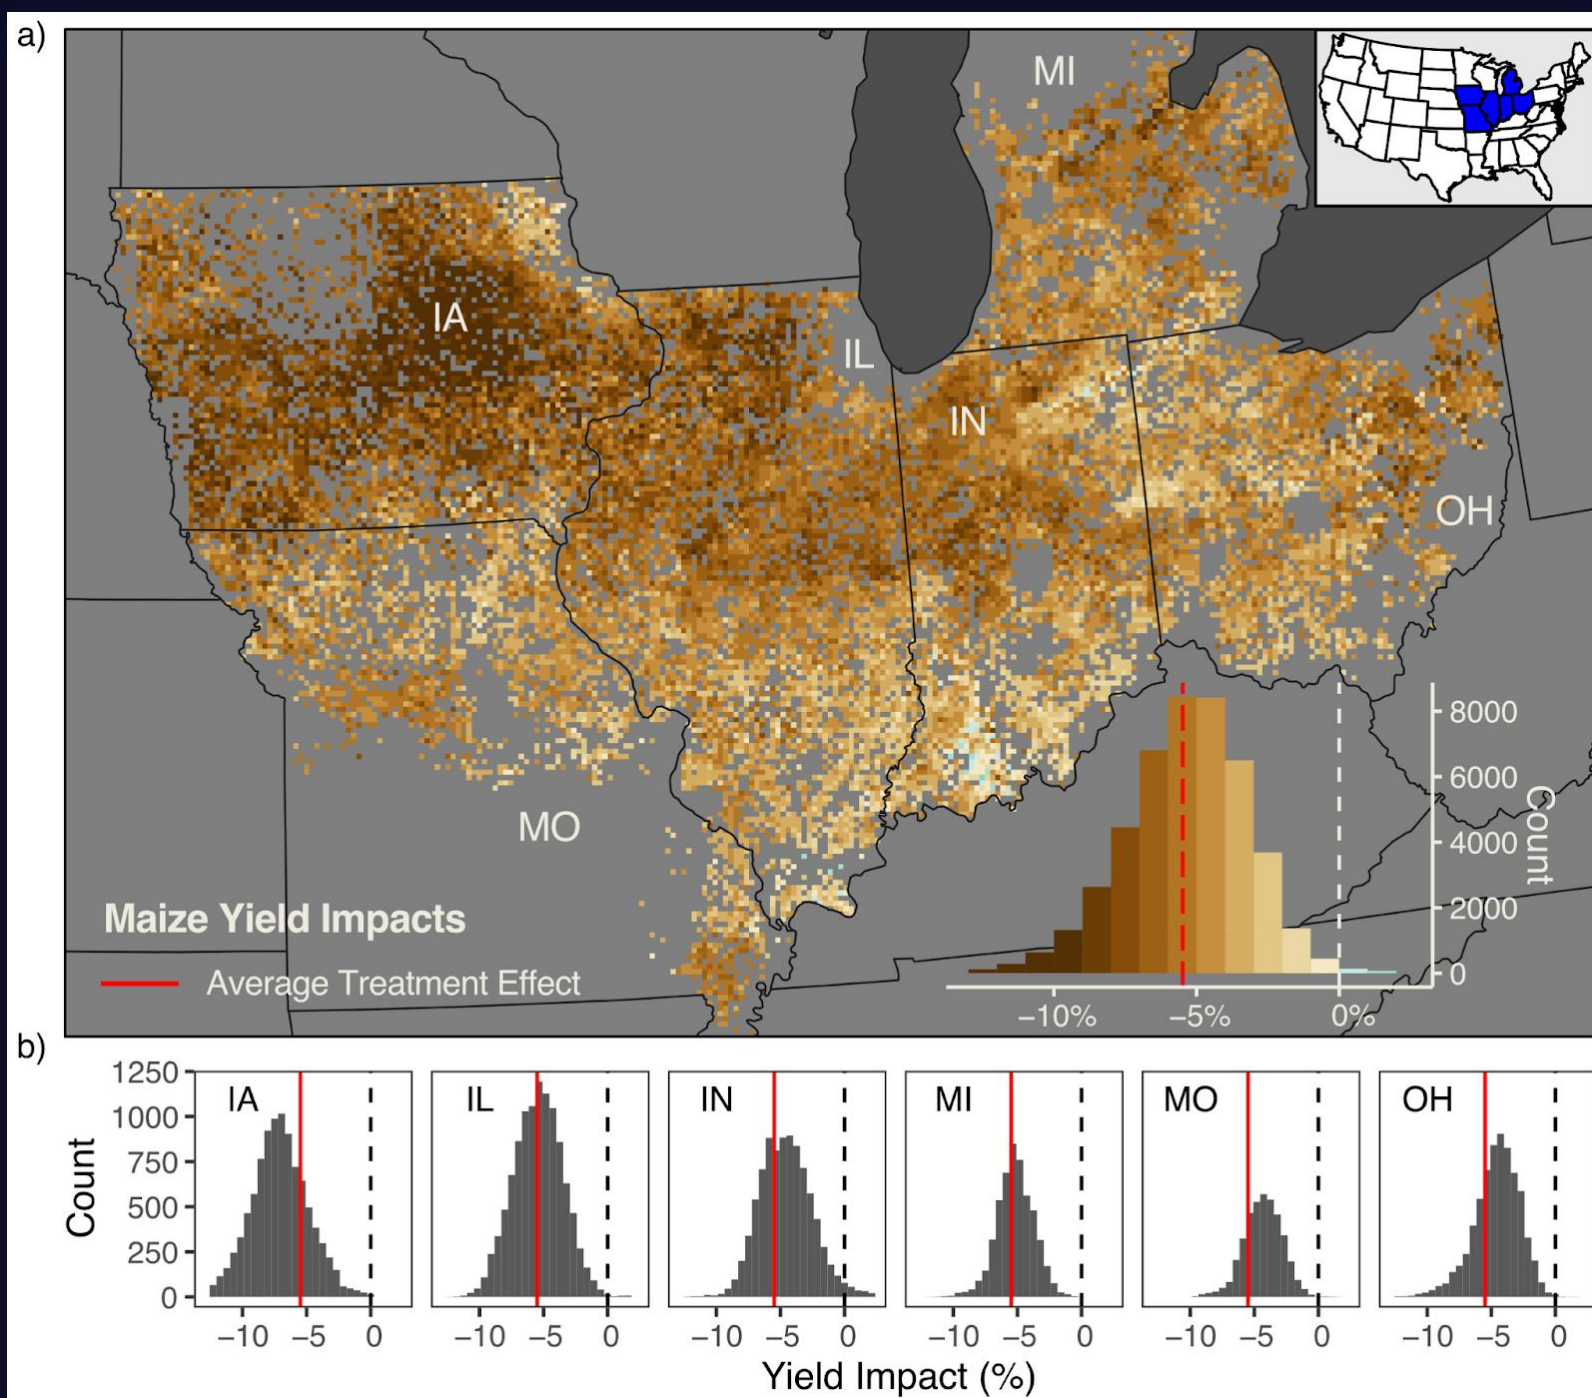 a)
MI
IA
IL
IN
OH
MO
8000
6000
4000
2000
0
Count
−10%
−5%
0%
Maize Yield Impacts
Average Treatment Effect
b)
1250
1000
750
500
250
0
Count
IA
IL
IN
MI
MO
OH
−10 −5 0
−10 −5 0
−10 −5 0
−10 −5 0
−10 −5 0
−10 −5 0
Yield Impact (%)